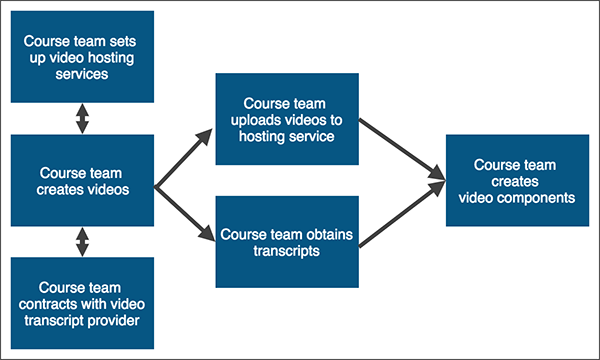 Course team sets
up video hosting
services
Course team
creates videos
Course team
contracts with video
transcript provider
Course team
uploads videos to
hosting service
Course team obtains
transcripts
Course team
creates
video components